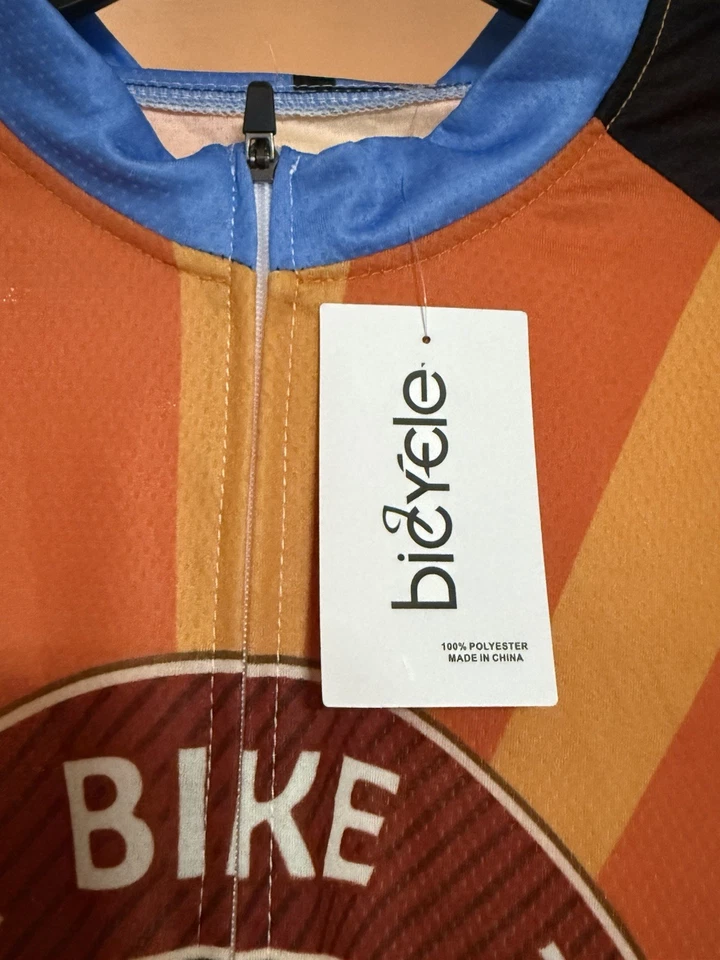 bicycle
100% POLYESTER
MADE IN CHINA
BIKE